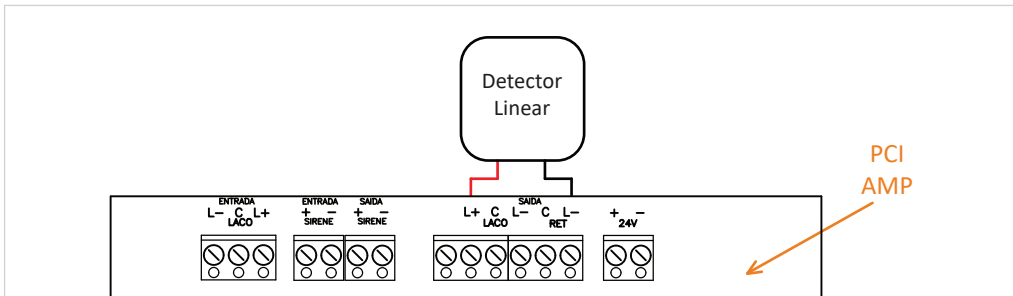 Detector
Linear
PCI
AMP
ENTRADA
L− C L+
LACO
ENTRADA
+ −
SIRENE
SAIDA
+ −
SIRENE
SAIDA
L+ C L− C L−
LACO RET
+ −
24V